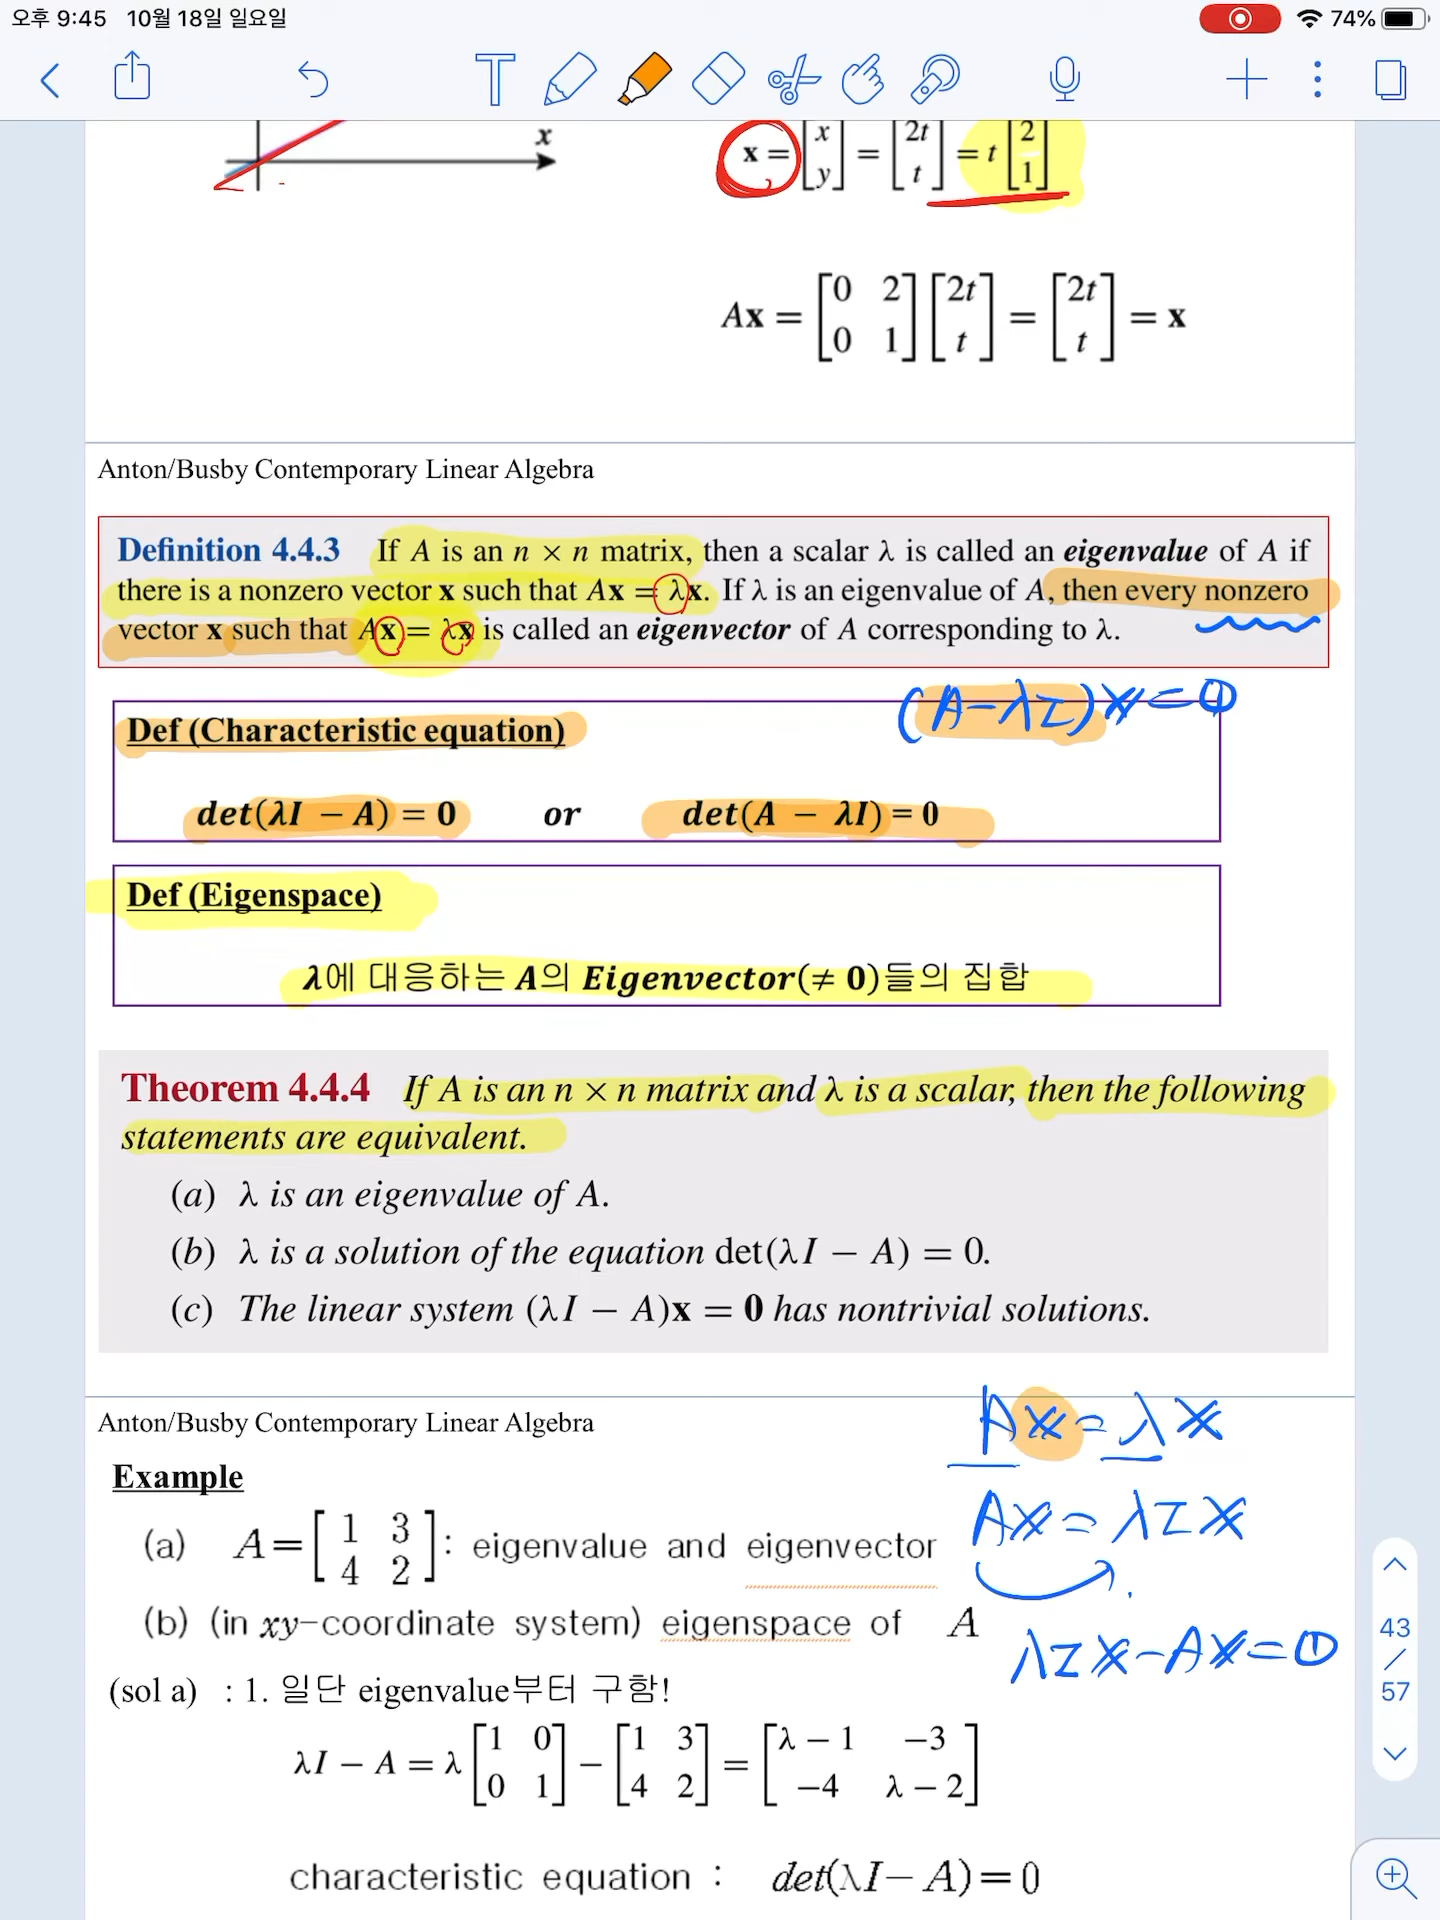 오후 9:45 10월 18일 일요일 74%
x
x = [x y] = [2t t] = t [2 1]
Ax = [0 2 0 1] [2t t] = [2t t] = x
Anton/Busby Contemporary Linear Algebra
Definition 4.4.3 If A is an n × n matrix, then a scalar λ is called an eigenvalue of A if
there is a nonzero vector x such that Ax = λx. If λ is an eigenvalue of A, then every nonzero
vector x such that Ax = λx is called an eigenvector of A corresponding to λ.
(A-λI)x=0
Def (Characteristic equation)
det(λI − A) = 0 or det(A − λI) = 0
Def (Eigenspace)
λ에 대응하는 A의 Eigenvector(≠ 0)들의 집합
Theorem 4.4.4 If A is an n × n matrix and λ is a scalar, then the following
statements are equivalent.
(a) λ is an eigenvalue of A.
(b) λ is a solution of the equation det(λI − A) = 0.
(c) The linear system (λI − A)x = 0 has nontrivial solutions.
Anton/Busby Contemporary Linear Algebra
Ax=λx
Example
(a) A=[1 3 4 2]: eigenvalue and eigenvector
Ax=λIx
(b) (in xy-coordinate system) eigenspace of A
λIx-Ax=0
(sol a) : 1. 일단 eigenvalue부터 구함!
λI − A = λ [1 0 0 1] − [1 3 4 2] = [λ − 1 −3 −4 λ − 2]
characteristic equation : det(λI−A)=0
43
/
57
T